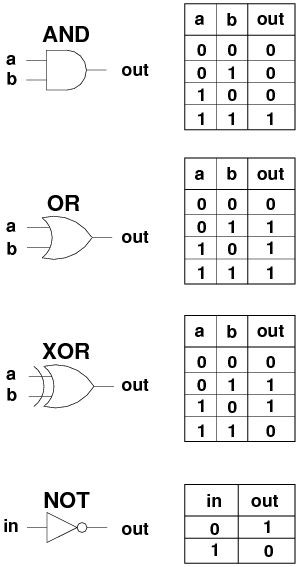 AND
a b out
a
b
out
0 0 0
0 1 0
1 0 0
1 1 1
OR
a b out
a
b
out
0 0 0
0 1 1
1 0 1
1 1 1
XOR
a b out
a
b
out
0 0 0
0 1 1
1 0 1
1 1 0
NOT
in out
in out
0 1
1 0